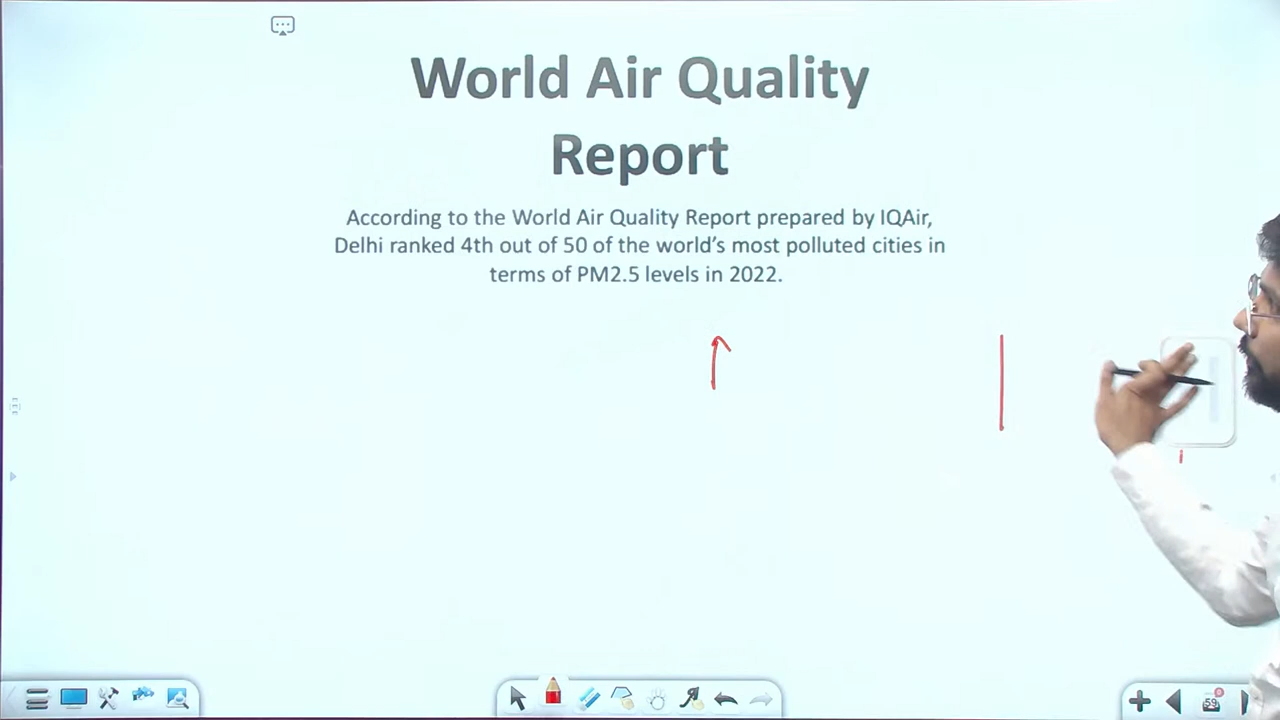 World Air Quality
Report
According to the World Air Quality Report prepared by IQAir,
Delhi ranked 4th out of 50 of the world's most polluted cities in
terms of PM2.5 levels in 2022.
59